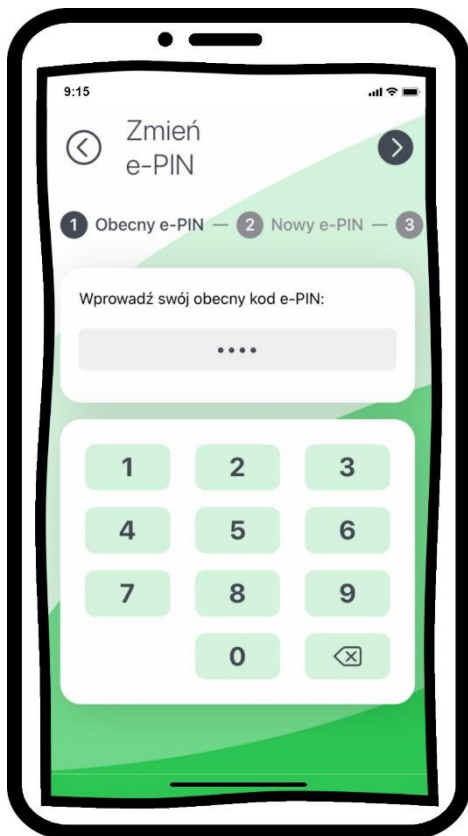 9:15
Zmień
e-PIN
1 Obecny e-PIN — 2 Nowy e-PIN — 3
Wprowadź swój obecny kod e-PIN:
••••
1 2 3
4 5 6
7 8 9
0